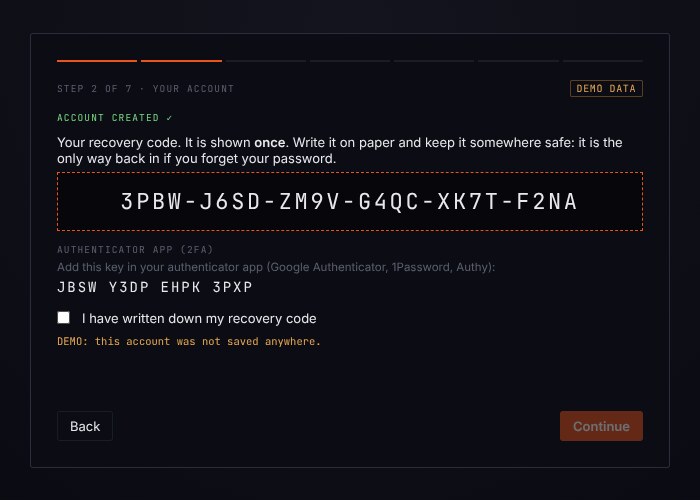 STEP 2 OF 7 · YOUR ACCOUNT
DEMO DATA
ACCOUNT CREATED ✓
Your recovery code. It is shown once. Write it on paper and keep it somewhere safe: it is the
only way back in if you forget your password.
3PBW-J6SD-ZM9V-G4QC-XK7T-F2NA
AUTHENTICATOR APP (2FA)
Add this key in your authenticator app (Google Authenticator, 1Password, Authy):
JBSW Y3DP EHPK 3PXP
I have written down my recovery code
DEMO: this account was not saved anywhere.
Back
Continue